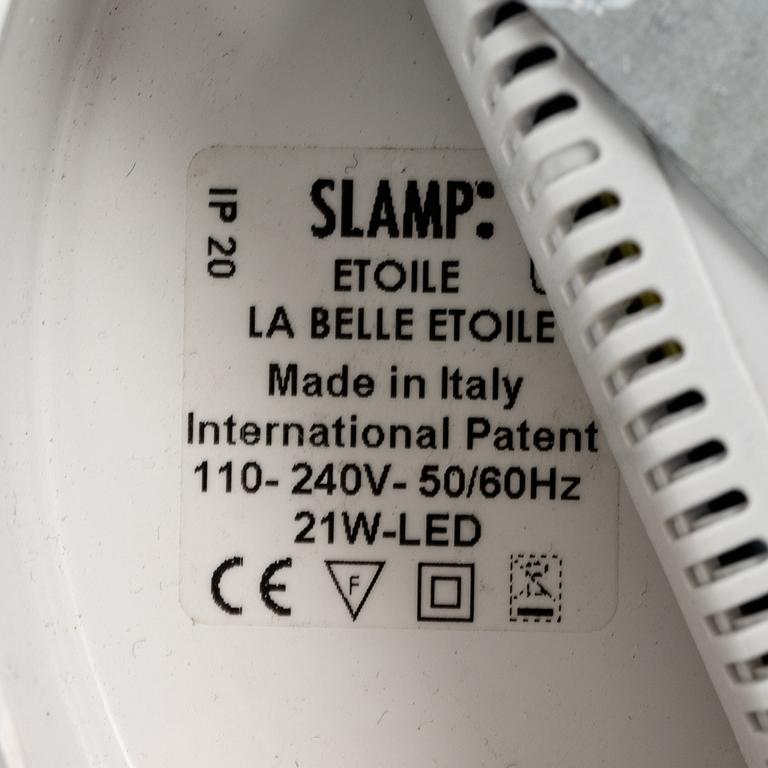 IP 20
SLAMP:
ETOILE
LA BELLE ETOILE
Made in Italy
International Patent
110- 240V- 50/60Hz
21W-LED
CE F